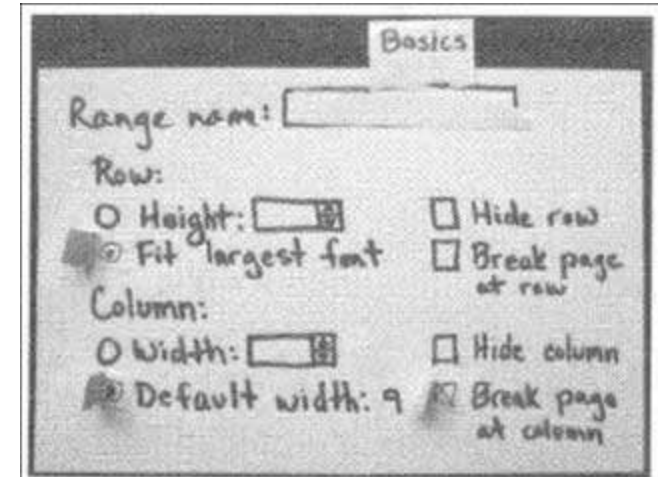 Basics
Range name:
Row:
Height: Hide row
Fit largest font Break page
at row
Column:
Width: Hide column
Default width: 9 Break page
at column